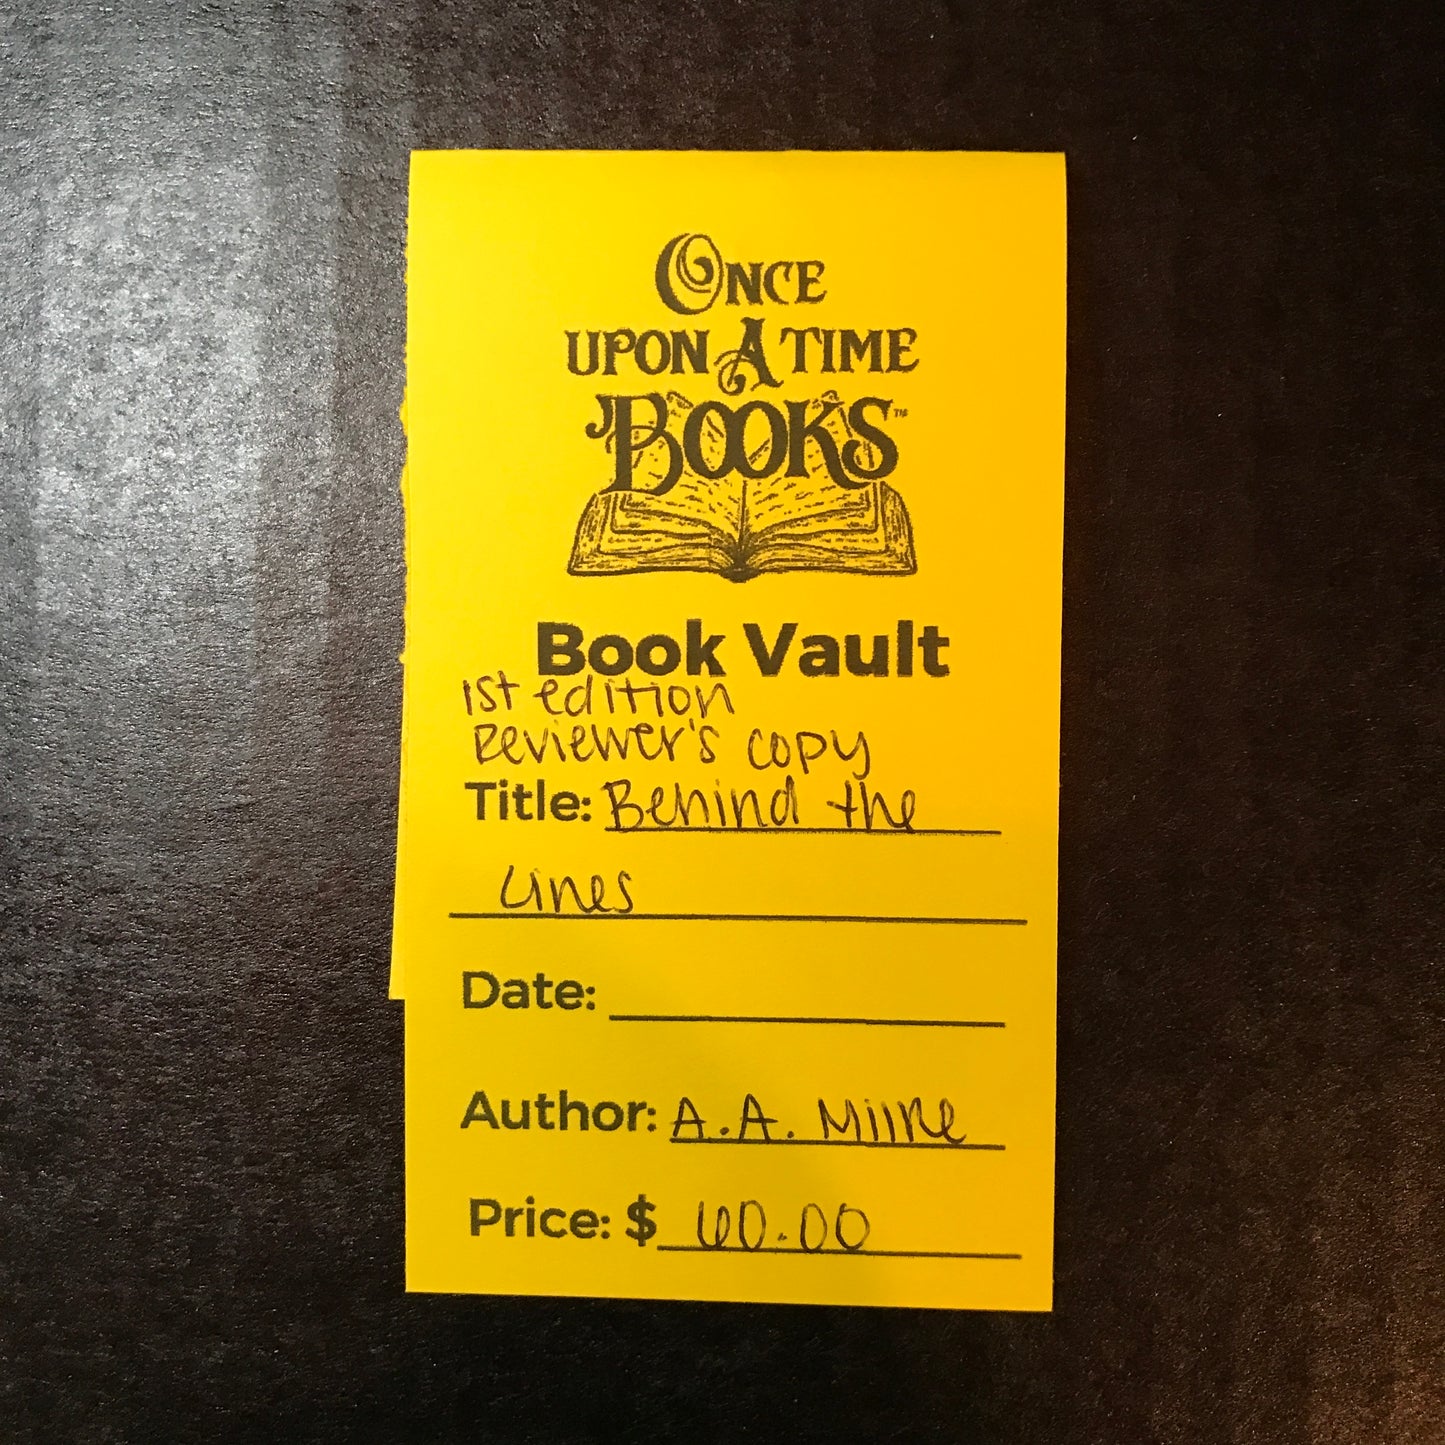 ONCE
UPON A TIME
BOOKS™
Book Vault
1st edition
Reviewer's copy
Title: Behind the
Lines
Date:
Author: A.A. Milne
Price: $ 60.00